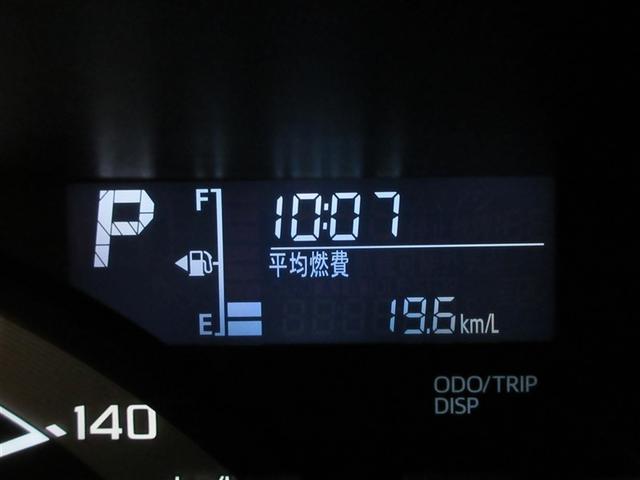 P
F
10:07
平均燃費
E
19.6 km/L
ODO/TRIP
DISP
140